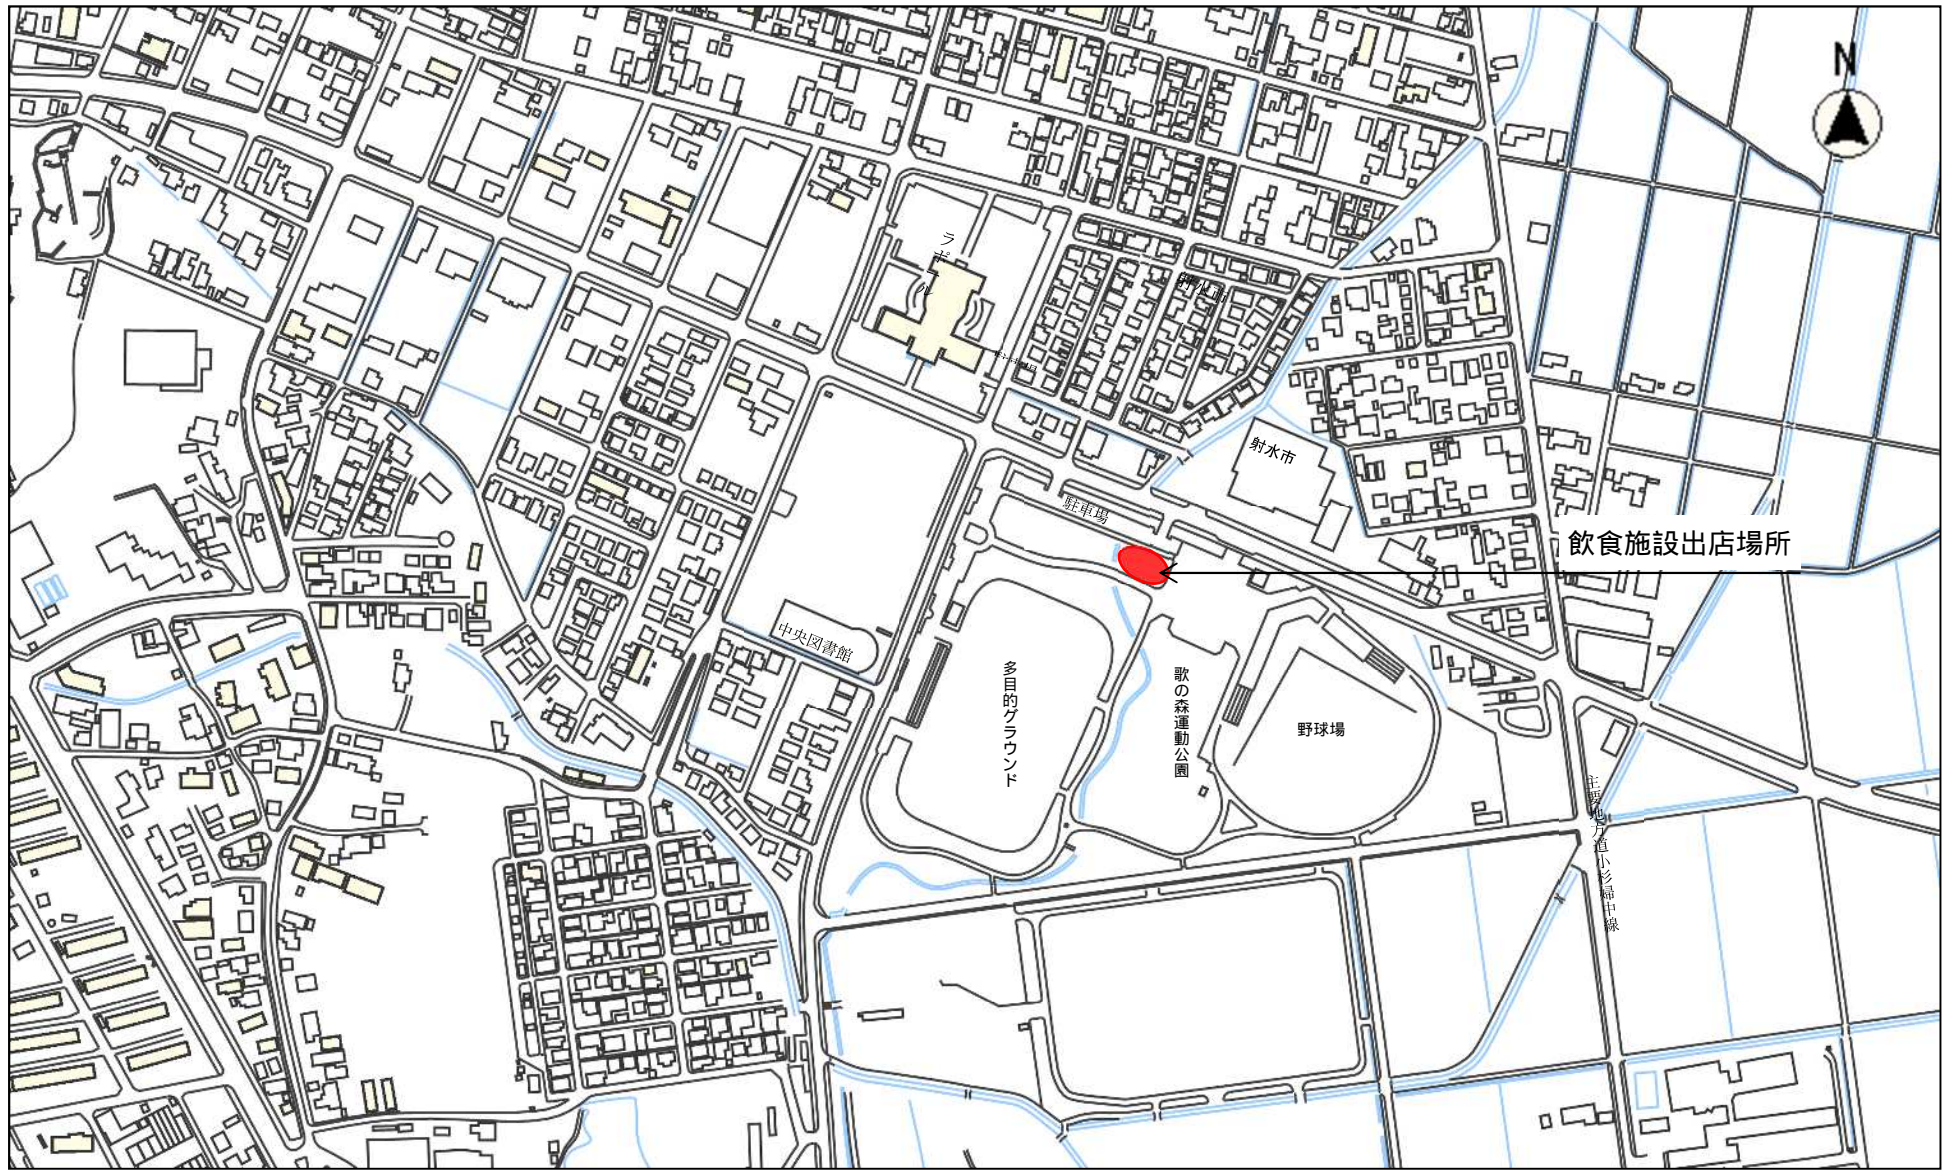 N
ラポール
射水市
射水市
駐車場
飲食施設出店場所
中央図書館
多目的グラウンド
歌の森運動公園
野球場
主要地方道小杉婦中線